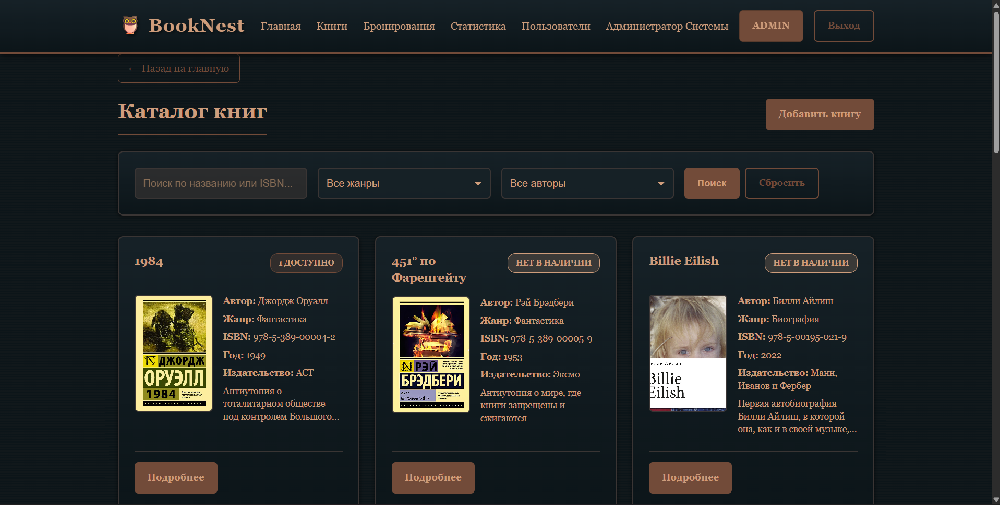 BookNest
Главная
Книги
Бронирования
Статистика
Пользователи
Администратор Системы
ADMIN
Выход
← Назад на главную
Каталог книг
Добавить книгу
Поиск по названию или ISBN...
Все жанры
Все авторы
Поиск
Сбросить
1984
1 ДОСТУПНО
ДЖОРДЖ
ОРУЭЛЛ
1984
Автор: Джордж Оруэлл
Жанр: Фантастика
ISBN: 978-5-389-00004-2
Год: 1949
Издательство: АСТ
Антиутопия о
тоталитарном обществе
под контролем Большого...
Подробнее
451° по
Фаренгейту
НЕТ В НАЛИЧИИ
РЭЙ
БРЭДБЕРИ
451°
ПО ФАРЕНГЕЙТУ
Автор: Рэй Брэдбери
Жанр: Фантастика
ISBN: 978-5-389-00005-9
Год: 1953
Издательство: Эксмо
Антиутопия о мире, где
книги запрещены и
сжигаются
Подробнее
Billie Eilish
НЕТ В НАЛИЧИИ
илли Айлиш
Billie
Eilish
Автор: Билли Айлиш
Жанр: Биография
ISBN: 978-5-00195-021-9
Год: 2022
Издательство: Манн,
Иванов и Фербер
Первая автобиография
Билли Айлиш, в которой
она, как и в своей музыке,...
Подробнее